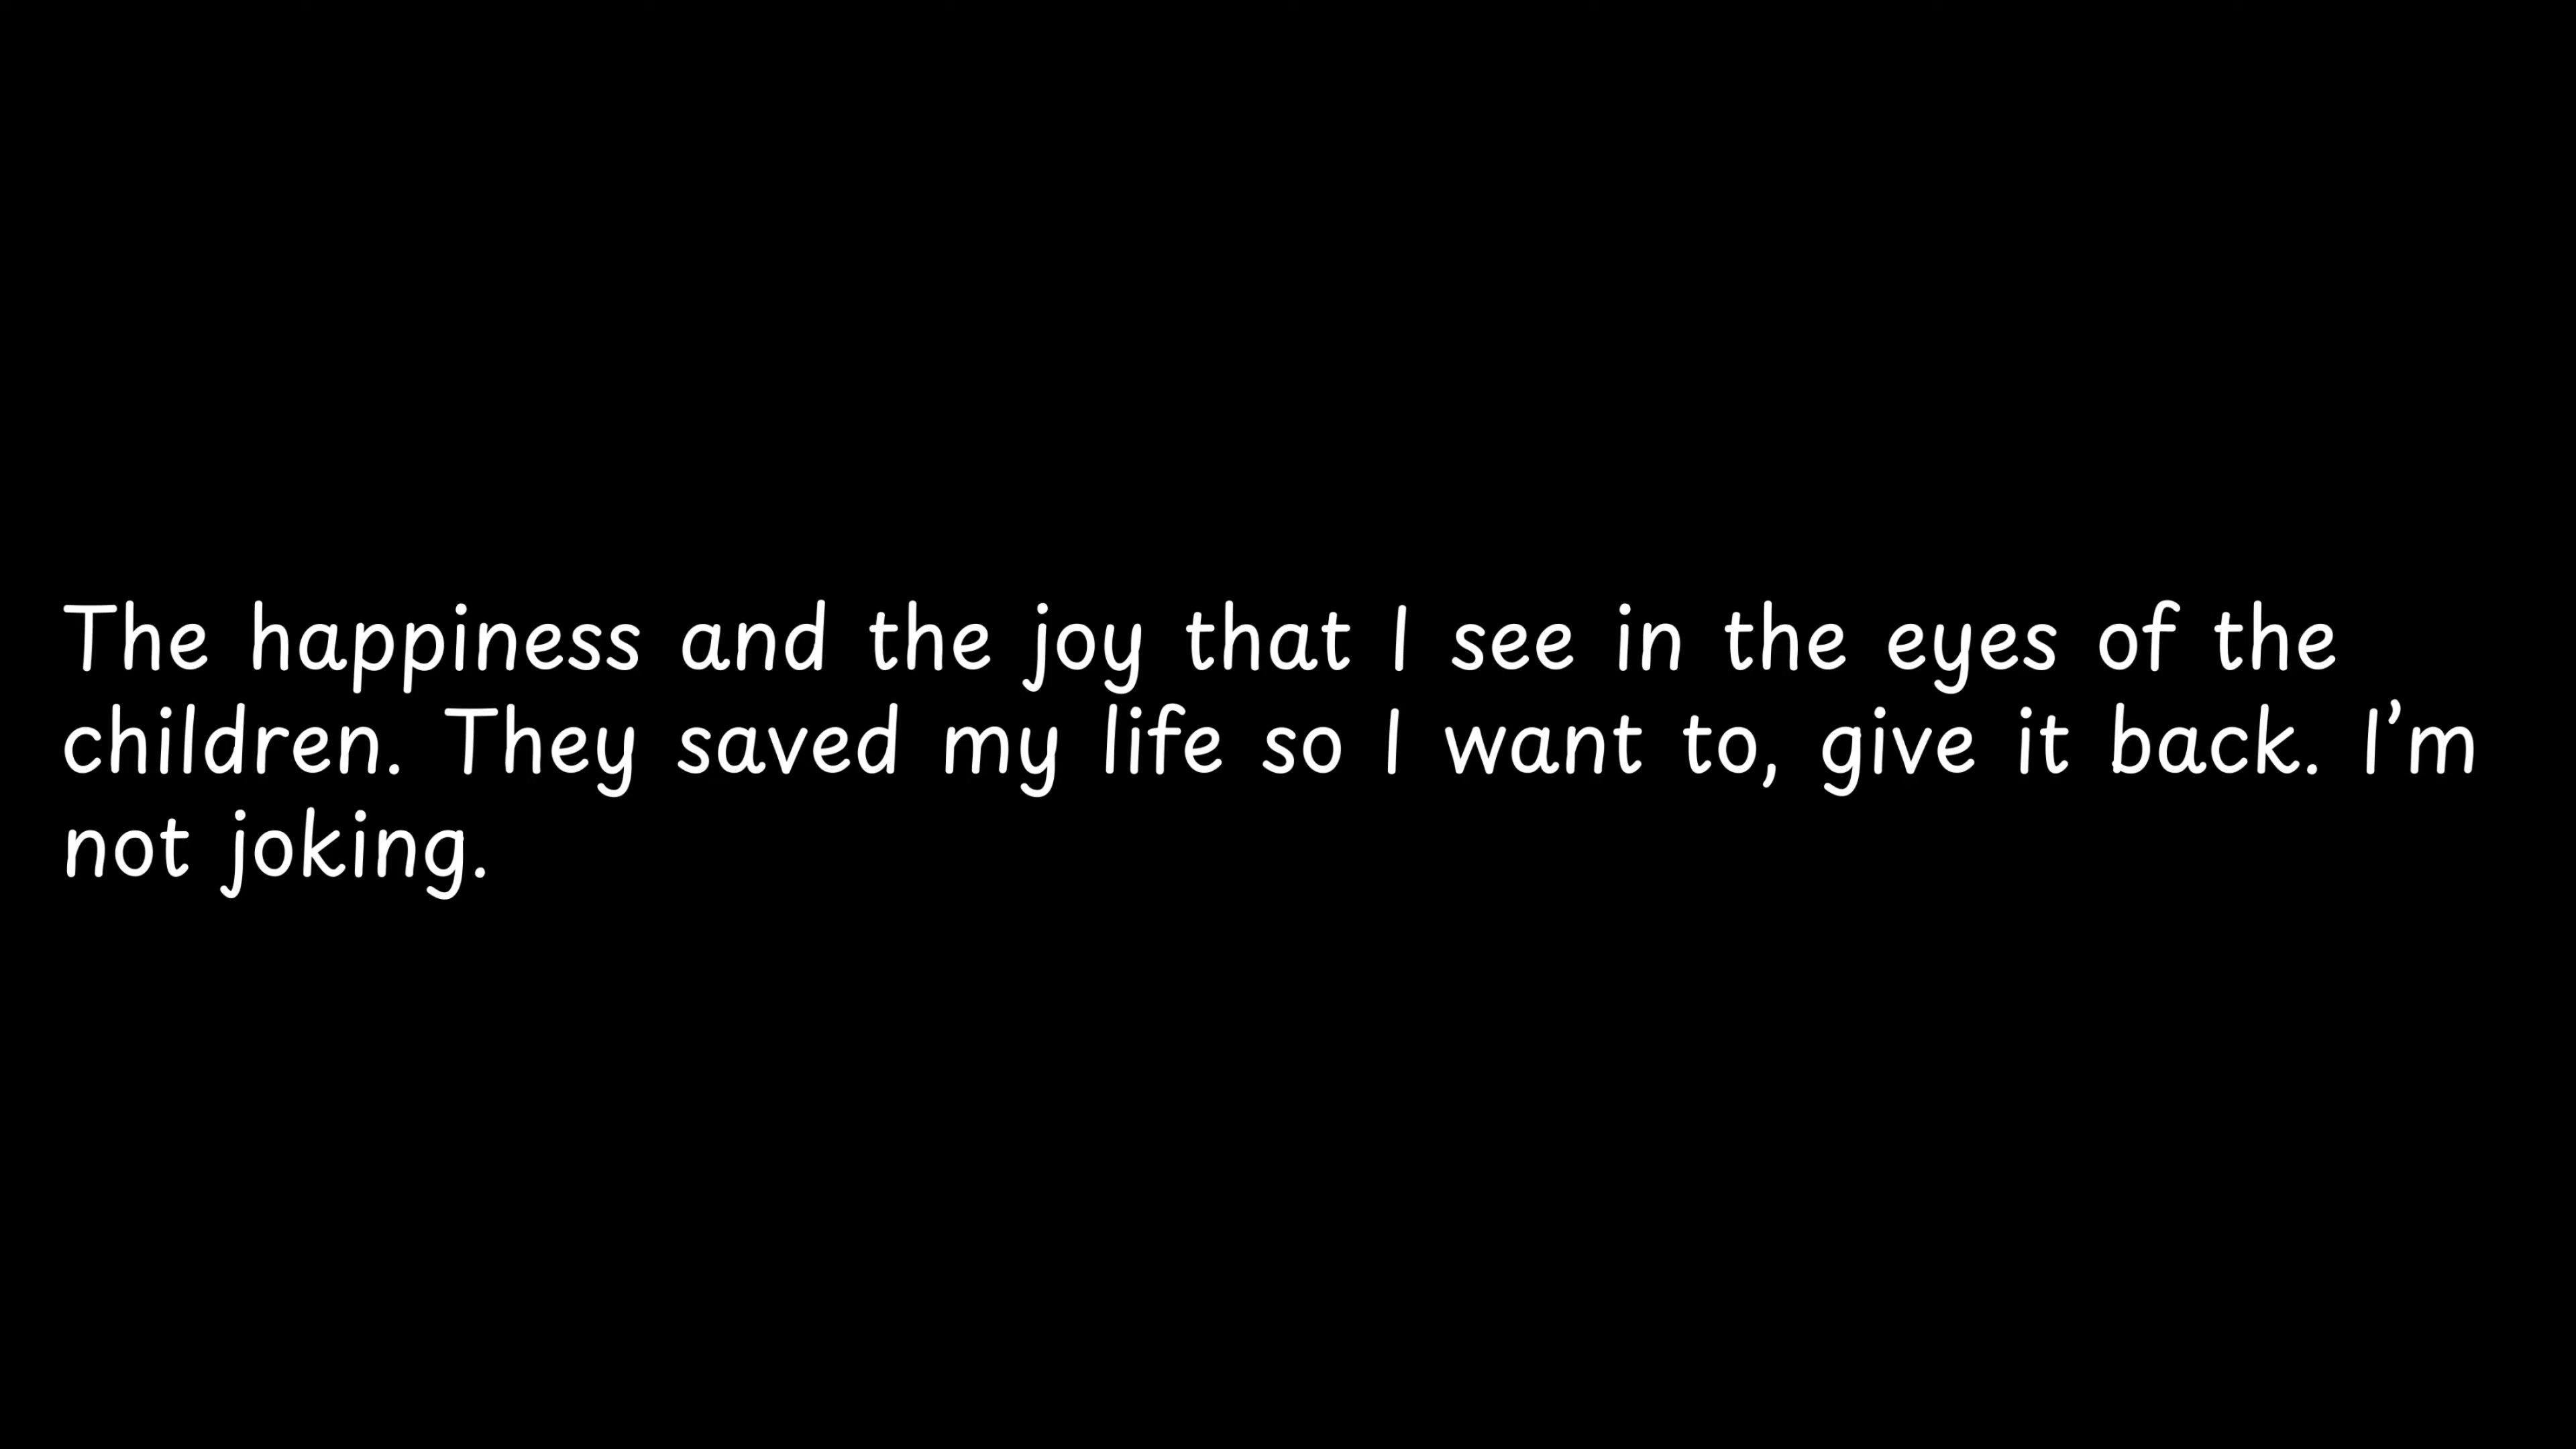 The happiness and the joy that I see in the eyes of the
children. They saved my life so I want to, give it back. I’m
not joking.